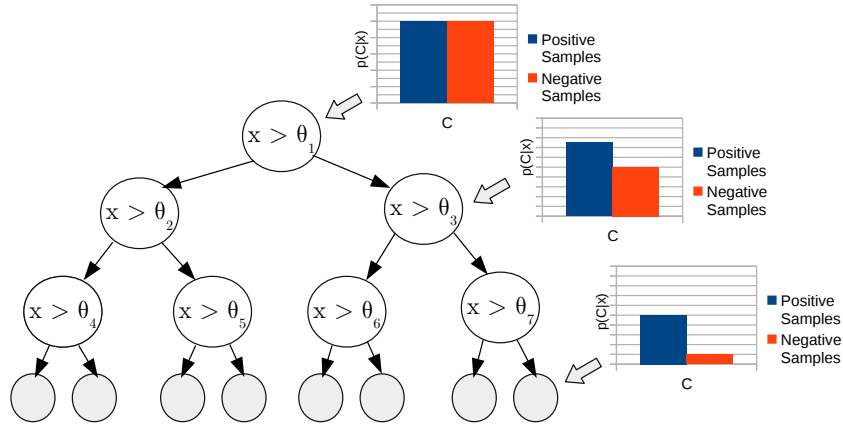 p(C|x)
Positive
Samples
Negative
Samples
C
x > θ1
p(C|x)
Positive
Samples
Negative
Samples
C
x > θ2
x > θ3
p(C|x)
Positive
Samples
Negative
Samples
C
x > θ4
x > θ5
x > θ6
x > θ7